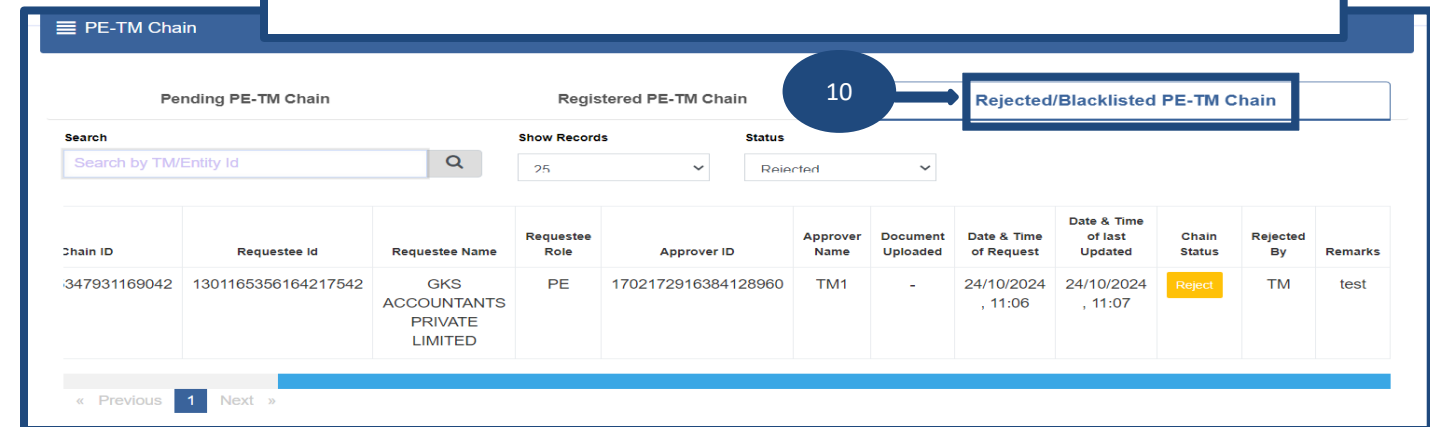 PE-TM Chain
Pending PE-TM Chain Registered PE-TM Chain 10 Rejected/Blacklisted PE-TM Chain
Search Show Records Status
Search by TM/Entity Id 25 Rejected
Chain ID Requestee Id Requestee Name Requestee Role Approver ID Approver Name Document Uploaded Date & Time of Request Date & Time of last Updated Chain Status Rejected By Remarks
347931169042 1301165356164217542 GKS ACCOUNTANTS PRIVATE LIMITED PE 1702172916384128960 TM1 - 24/10/2024 , 11:06 24/10/2024 , 11:07 Reject TM test
« Previous 1 Next »